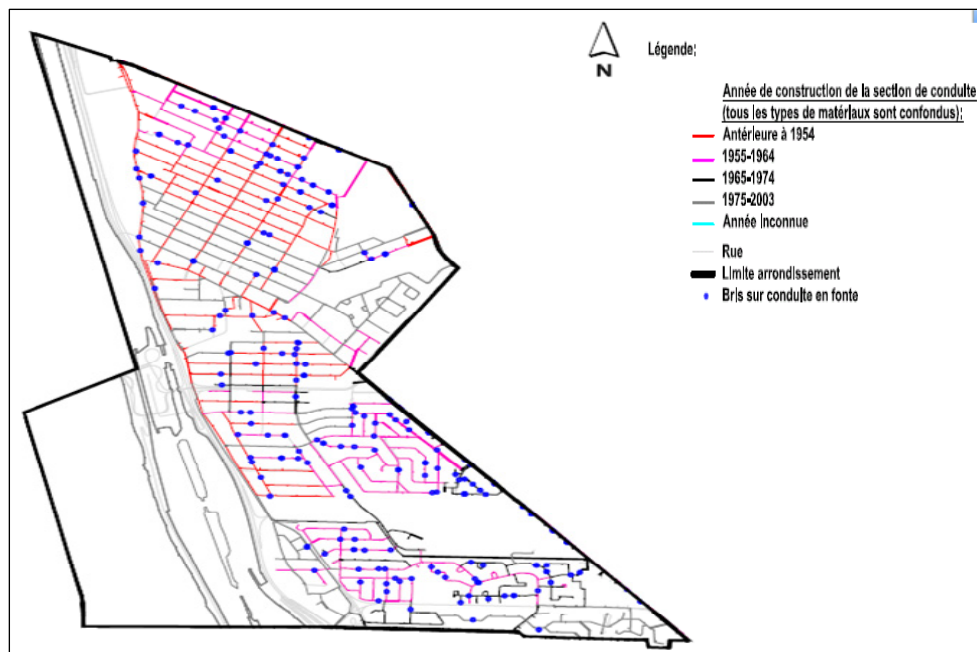 Légende:
N
Année de construction de la section de conduite
(tous les types de matériaux sont confondus):
Antérieure à 1954
1955-1964
1965-1974
1975-2003
Année Inconnue
Rue
Limite arrondissement
Bris sur conduite en fonte